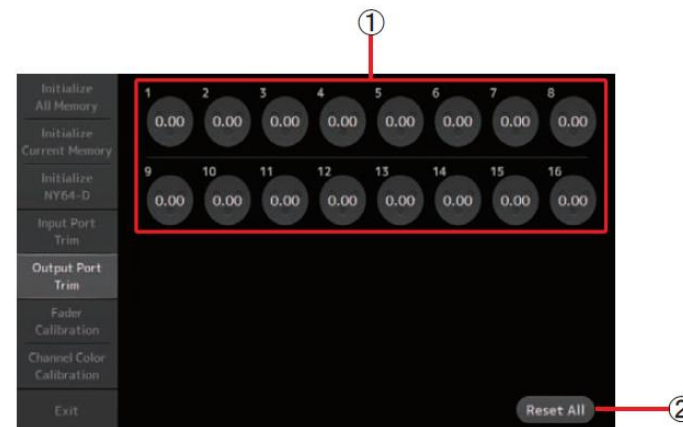 ①
Initialize
All Memory
Initialize
Current Memory
Initialize
NY64-D
Input Port
Trim
Output Port
Trim
Fader
Calibration
Channel Color
Calibration
Exit
1 2 3 4 5 6 7 8
0.00 0.00 0.00 0.00 0.00 0.00 0.00 0.00
9 10 11 12 13 14 15 16
0.00 0.00 0.00 0.00 0.00 0.00 0.00 0.00
Reset All
②